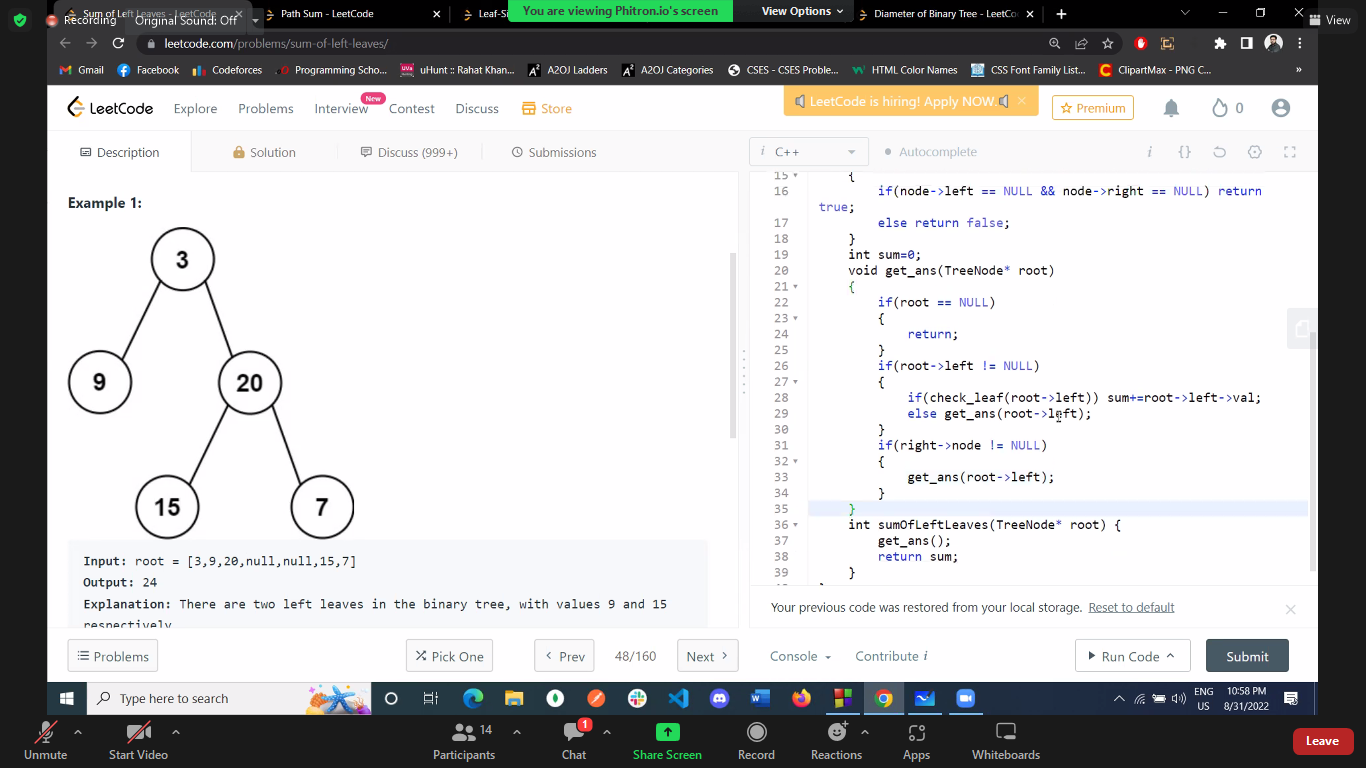 Sum of Left Leaves - LeetCode
Recording
Original Sound: Off
Path Sum - LeetCode
Leaf-Si
You are viewing Phitron.io's screen
View Options
Diameter of Binary Tree - LeetCo
View
leetcode.com/problems/sum-of-left-leaves/
Gmail
Facebook
Codeforces
Programming Scho...
uHunt :: Rahat Khan...
A2OJ Ladders
A2OJ Categories
CSES - CSES Proble...
HTML Color Names
CSS Font Family List...
ClipartMax - PNG C...
»
LeetCode
Explore
Problems
Interview
New
Contest
Discuss
Store
LeetCode is hiring! Apply NOW.
Premium
0
Description
Solution
Discuss (999+)
Submissions
i C++
Autocomplete
i {}
Example 1:
3
9
20
15
7
Input: root = [3,9,20,null,null,15,7]
Output: 24
Explanation: There are two left leaves in the binary tree, with values 9 and 15
respectively
15 {
16 if(node->left == NULL && node->right == NULL) return
true;
17 else return false;
18 }
19 int sum=0;
20 void get_ans(TreeNode* root)
21 {
22 if(root == NULL)
23 {
24 return;
25 }
26 if(root->left != NULL)
27 {
28 if(check_leaf(root->left)) sum+=root->left->val;
29 else get_ans(root->left);
30 }
31 if(right->node != NULL)
32 {
33 get_ans(root->left);
34 }
35 }
36 int sumOfLeftLeaves(TreeNode* root) {
37 get_ans();
38 return sum;
39 }
Your previous code was restored from your local storage. Reset to default
Problems
Pick One
Prev
48/160
Next
Console
Contribute i
Run Code
Submit
Type here to search
ENG
US
10:58 PM
8/31/2022
Unmute
Start Video
14
Participants
1
Chat
Share Screen
Record
Reactions
Apps
Whiteboards
Leave